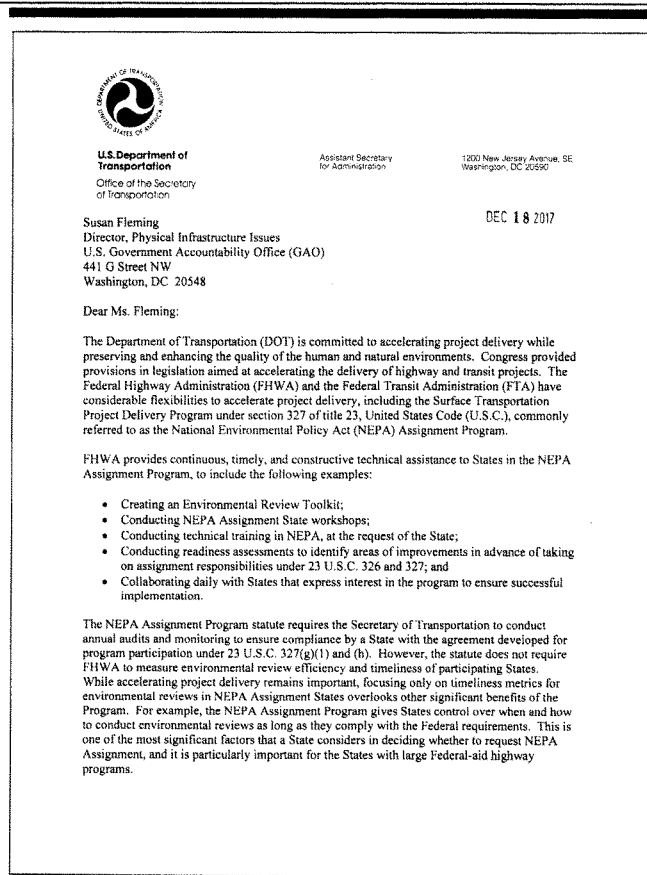 DEPARTMENT OF TRANSPORTATION
UNITED STATES OF AMERICA
U.S. Department of
Transportation
Office of the Secretary
of Transportation
Assistant Secretary
for Administration
1200 New Jersey Avenue, SE
Washington, DC 20590
DEC 18 2017
Susan Fleming
Director, Physical Infrastructure Issues
U.S. Government Accountability Office (GAO)
441 G Street NW
Washington, DC 20548
Dear Ms. Fleming:
The Department of Transportation (DOT) is committed to accelerating project delivery while
preserving and enhancing the quality of the human and natural environments. Congress provided
provisions in legislation aimed at accelerating the delivery of highway and transit projects. The
Federal Highway Administration (FHWA) and the Federal Transit Administration (FTA) have
considerable flexibilities to accelerate project delivery, including the Surface Transportation
Project Delivery Program under section 327 of title 23, United States Code (U.S.C.), commonly
referred to as the National Environmental Policy Act (NEPA) Assignment Program.
FHWA provides continuous, timely, and constructive technical assistance to States in the NEPA
Assignment Program, to include the following examples:
• Creating an Environmental Review Toolkit;
• Conducting NEPA Assignment State workshops;
• Conducting technical training in NEPA, at the request of the State;
• Conducting readiness assessments to identify areas of improvements in advance of taking
on assignment responsibilities under 23 U.S.C. 326 and 327; and
• Collaborating daily with States that express interest in the program to ensure successful
implementation.
The NEPA Assignment Program statute requires the Secretary of Transportation to conduct
annual audits and monitoring to ensure compliance by a State with the agreement developed for
program participation under 23 U.S.C. 327(g)(1) and (h). However, the statute does not require
FHWA to measure environmental review efficiency and timeliness of participating States.
While accelerating project delivery remains important, focusing only on timeliness metrics for
environmental reviews in NEPA Assignment States overlooks other significant benefits of the
Program. For example, the NEPA Assignment Program gives States control over when and how
to conduct environmental reviews as long as they comply with the Federal requirements. This is
one of the most significant factors that a State considers in deciding whether to request NEPA
Assignment, and it is particularly important for the States with large Federal-aid highway
programs.